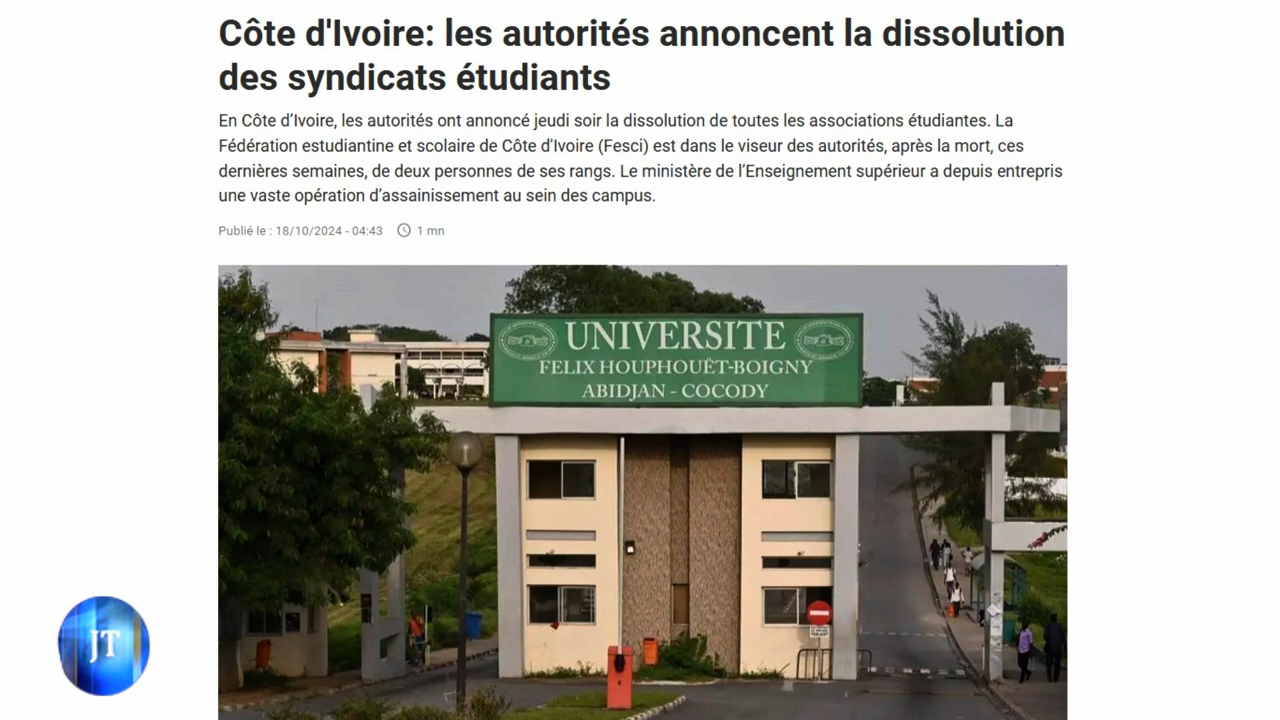 Côte d'Ivoire: les autorités annoncent la dissolution
des syndicats étudiants
En Côte d’Ivoire, les autorités ont annoncé jeudi soir la dissolution de toutes les associations étudiantes. La
Fédération estudiantine et scolaire de Côte d'Ivoire (Fesci) est dans le viseur des autorités, après la mort, ces
dernières semaines, de deux personnes de ses rangs. Le ministère de l’Enseignement supérieur a depuis entrepris
une vaste opération d’assainissement au sein des campus.
Publié le : 18/10/2024 - 04:43 1 mn
UNIVERSITE
FELIX HOUPHOUËT-BOIGNY
ABIDJAN - COCODY
JT